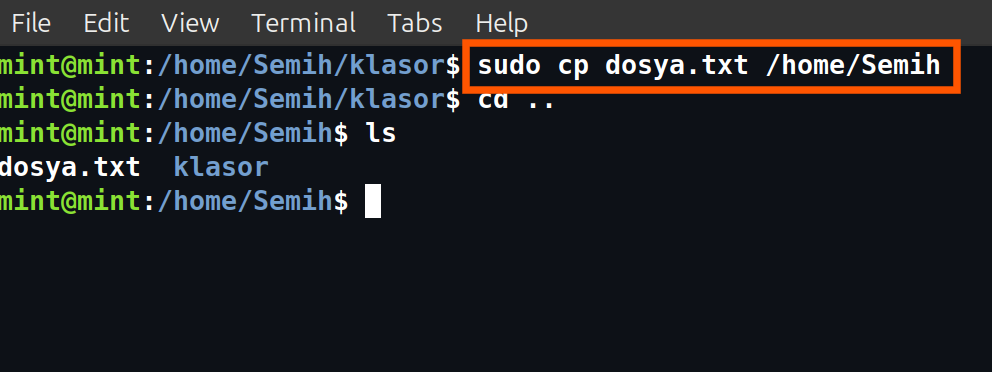 File Edit View Terminal Tabs Help
mint@mint:/home/Semih/klasor$ sudo cp dosya.txt /home/Semih
mint@mint:/home/Semih/klasor$ cd ..
mint@mint:/home/Semih$ ls
dosya.txt klasor
mint@mint:/home/Semih$